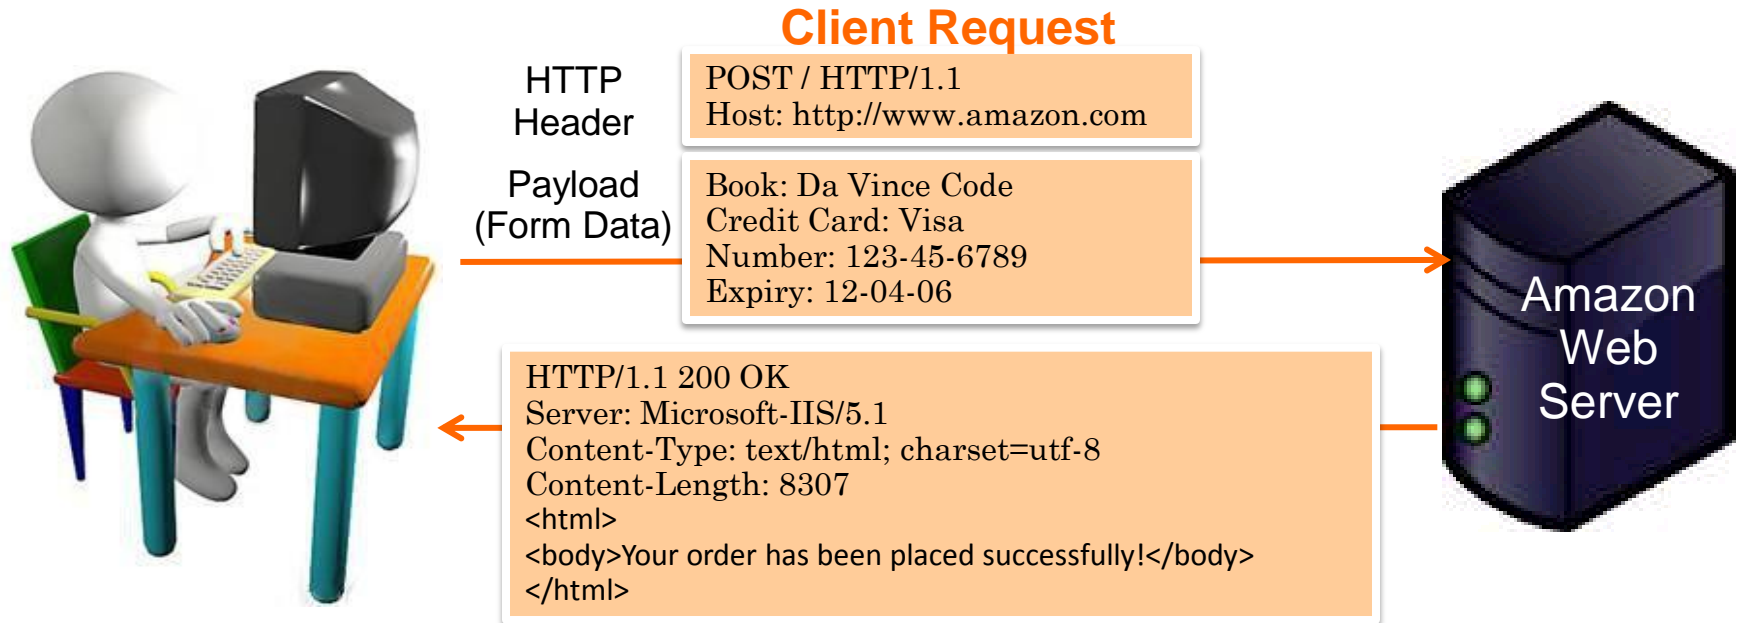 Client Request
HTTP
Header
POST / HTTP/1.1
Host: http://www.amazon.com
Payload
(Form Data)
Book: Da Vince Code
Credit Card: Visa
Number: 123-45-6789
Expiry: 12-04-06
Amazon
Web
Server
HTTP/1.1 200 OK
Server: Microsoft-IIS/5.1
Content-Type: text/html; charset=utf-8
Content-Length: 8307
<html>
<body>Your order has been placed successfully!</body>
</html>